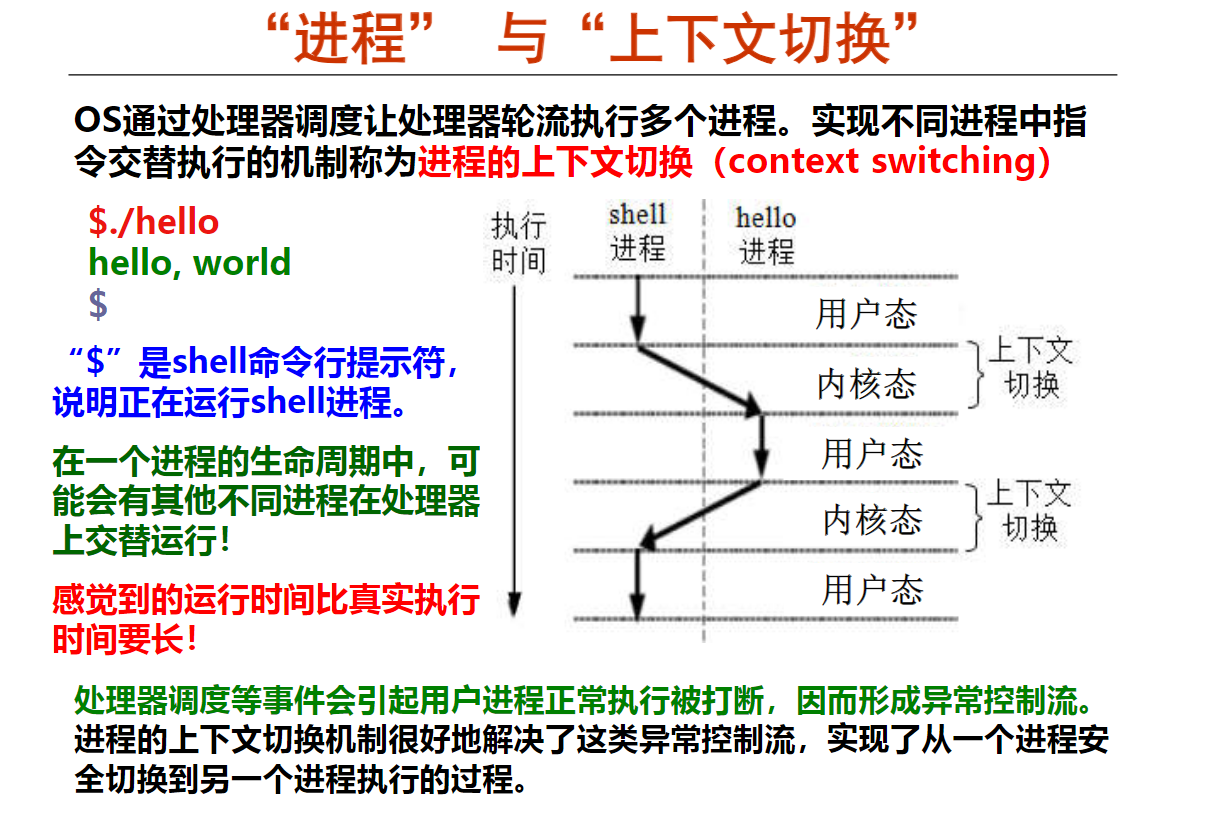 “进程” 与“上下文切换”
OS通过处理器调度让处理器轮流执行多个进程。实现不同进程中指
令交替执行的机制称为进程的上下文切换（context switching）
$./hello
hello, world
$
“$”是shell命令行提示符，
说明正在运行shell进程。
在一个进程的生命周期中，可
能会有其他不同进程在处理器
上交替运行！
感觉到的运行时间比真实执行
时间要长！
执行
时间
shell
进程
hello
进程
用户态
内核态
上下文
切换
用户态
内核态
上下文
切换
用户态
处理器调度等事件会引起用户进程正常执行被打断，因而形成异常控制流。
进程的上下文切换机制很好地解决了这类异常控制流，实现了从一个进程安
全切换到另一个进程执行的过程。